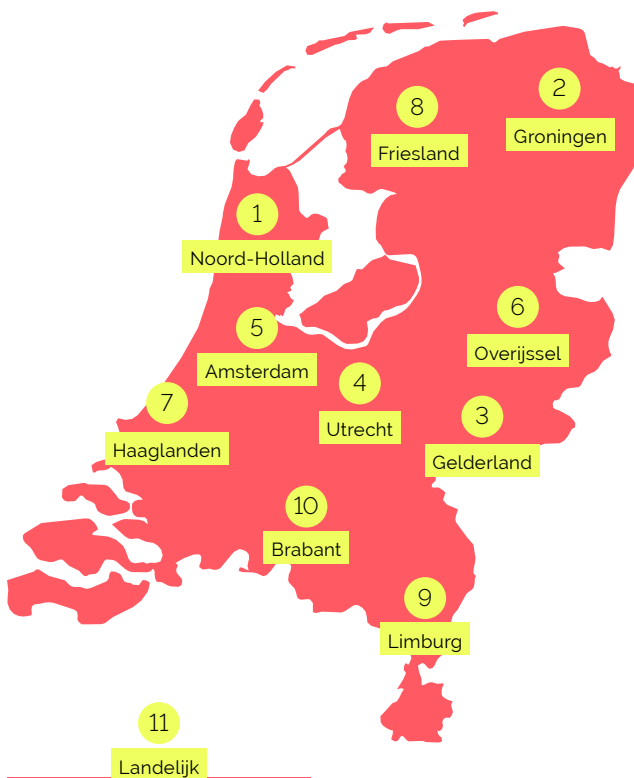 2
Groningen
8
Friesland
1
Noord-Holland
6
Overijssel
5
Amsterdam
4
Utrecht
7
Haaglanden
3
Gelderland
10
Brabant
9
Limburg
11
Landelijk